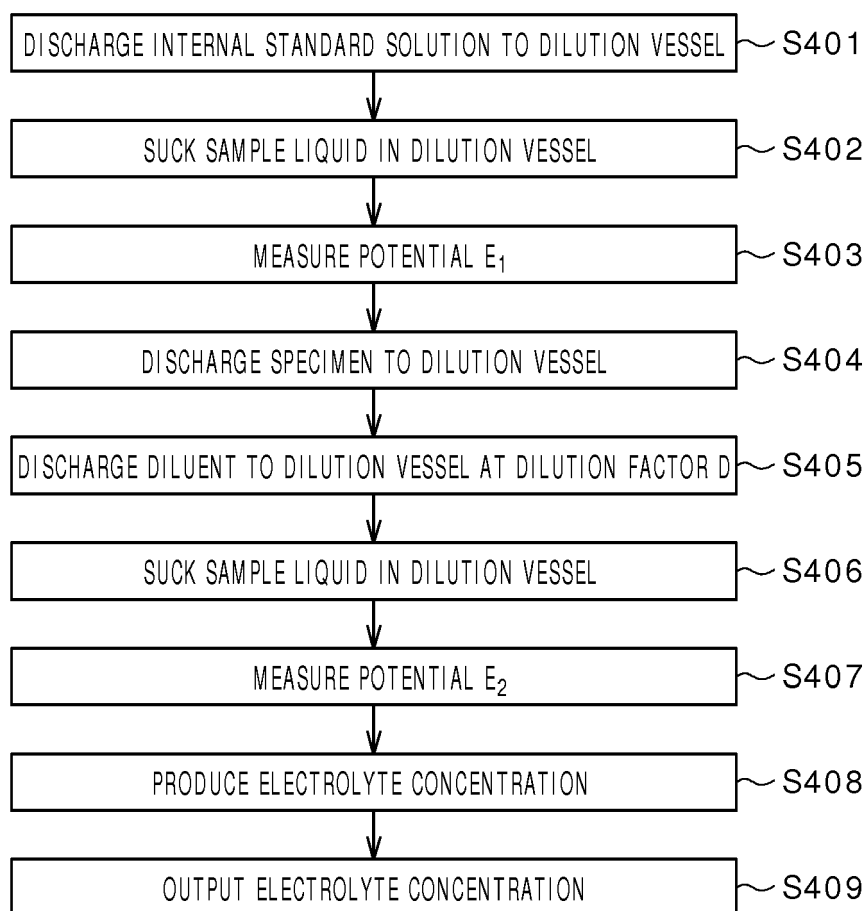 DISCHARGE INTERNAL STANDARD SOLUTION TO DILUTION VESSEL S401
SUCK SAMPLE LIQUID IN DILUTION VESSEL S402
MEASURE POTENTIAL E1 S403
DISCHARGE SPECIMEN TO DILUTION VESSEL S404
DISCHARGE DILUENT TO DILUTION VESSEL AT DILUTION FACTOR D S405
SUCK SAMPLE LIQUID IN DILUTION VESSEL S406
MEASURE POTENTIAL E2 S407
PRODUCE ELECTROLYTE CONCENTRATION S408
OUTPUT ELECTROLYTE CONCENTRATION S409